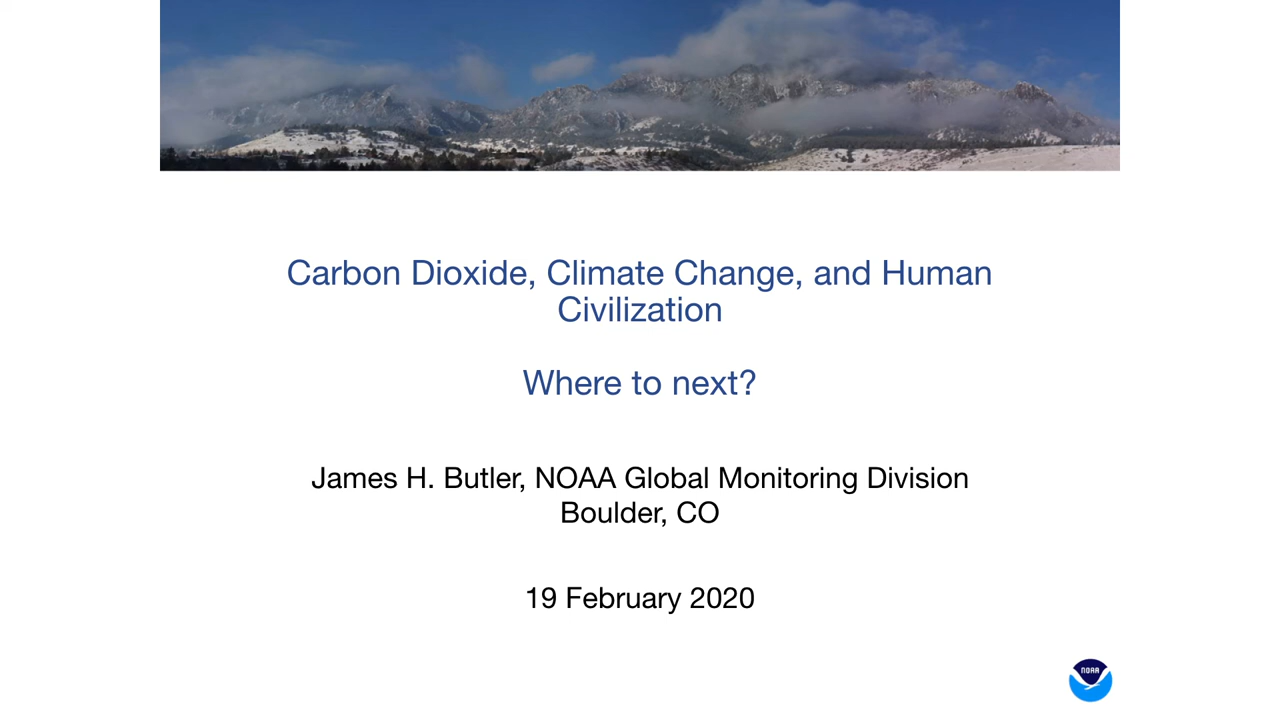 Carbon Dioxide, Climate Change, and Human
Civilization
Where to next?
James H. Butler, NOAA Global Monitoring Division
Boulder, CO
19 February 2020
NOAA